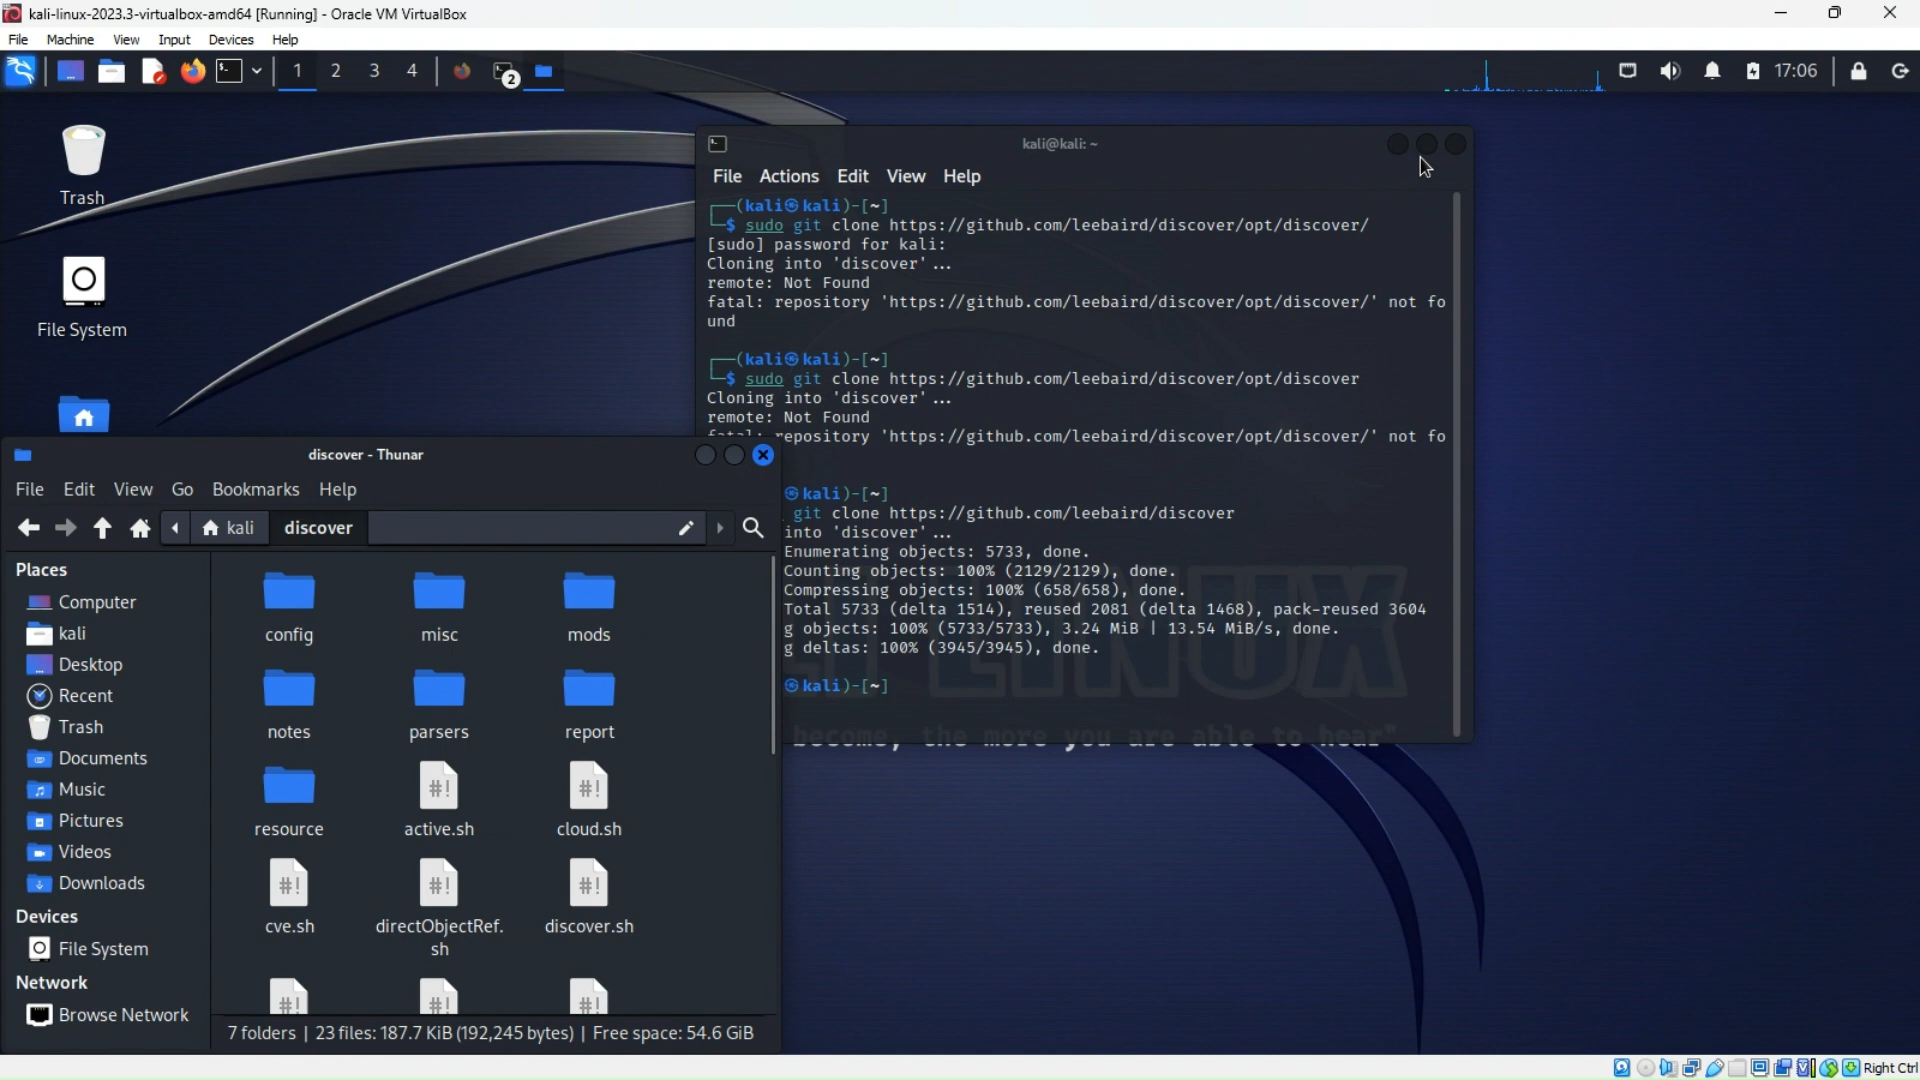 kali-linux-2023.3-virtualbox-amd64 [Running] - Oracle VM VirtualBox
File Machine View Input Devices Help
1 2 3 4 2 17:06
Trash
File System
kali@kali: ~
File Actions Edit View Help
(kali㉿kali)-[~]
$ sudo git clone https://github.com/leebaird/discover/opt/discover/
[sudo] password for kali:
Cloning into 'discover'...
remote: Not Found
fatal: repository 'https://github.com/leebaird/discover/opt/discover/' not fo
und
(kali㉿kali)-[~]
$ sudo git clone https://github.com/leebaird/discover/opt/discover
Cloning into 'discover'...
remote: Not Found
repository 'https://github.com/leebaird/discover/opt/discover/' not fo
㉿kali)-[~]
git clone https://github.com/leebaird/discover
into 'discover'...
Enumerating objects: 5733, done.
Counting objects: 100% (2129/2129), done.
Compressing objects: 100% (658/658), done.
Total 5733 (delta 1514), reused 2081 (delta 1468), pack-reused 3604
g objects: 100% (5733/5733), 3.24 MiB | 13.54 MiB/s, done.
g deltas: 100% (3945/3945), done.
㉿kali)-[~]
LINUX
become, the more you are able to hear"
discover - Thunar
File Edit View Go Bookmarks Help
kali discover
Places
Computer
kali
Desktop
Recent
Trash
Documents
Music
Pictures
Videos
Downloads
Devices
File System
Network
Browse Network
config misc mods
notes parsers report
resource active.sh cloud.sh
cve.sh directObjectRef.sh discover.sh
7 folders | 23 files: 187.7 KiB (192,245 bytes) | Free space: 54.6 GiB
Right Ctrl